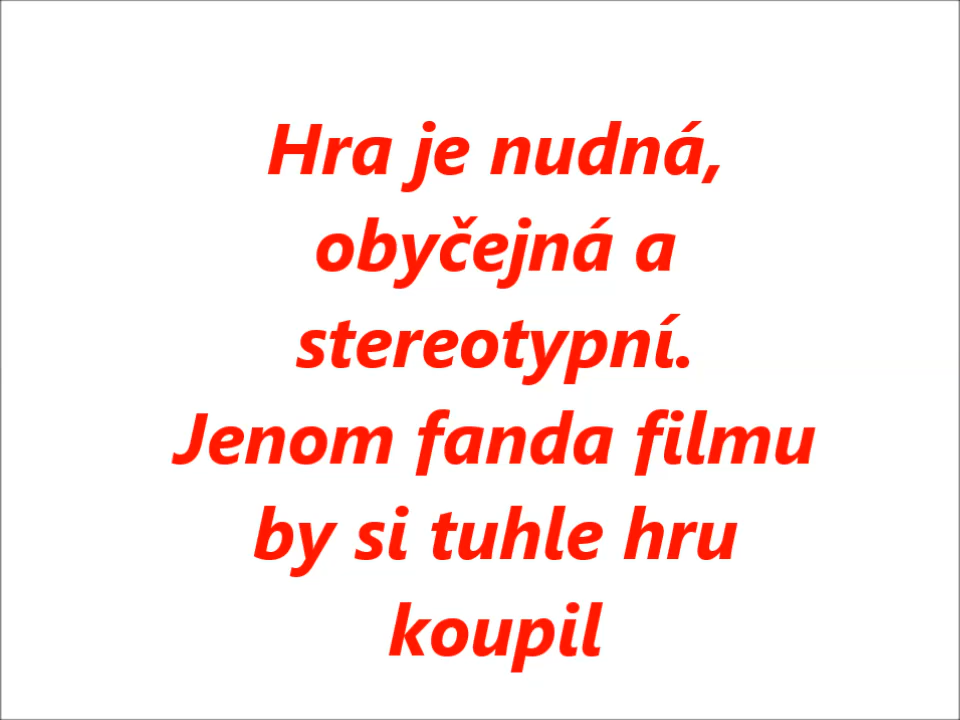 Hra je nudná,
obyčejná a
stereotypní.
Jenom fanda filmu
by si tuhle hru
koupil